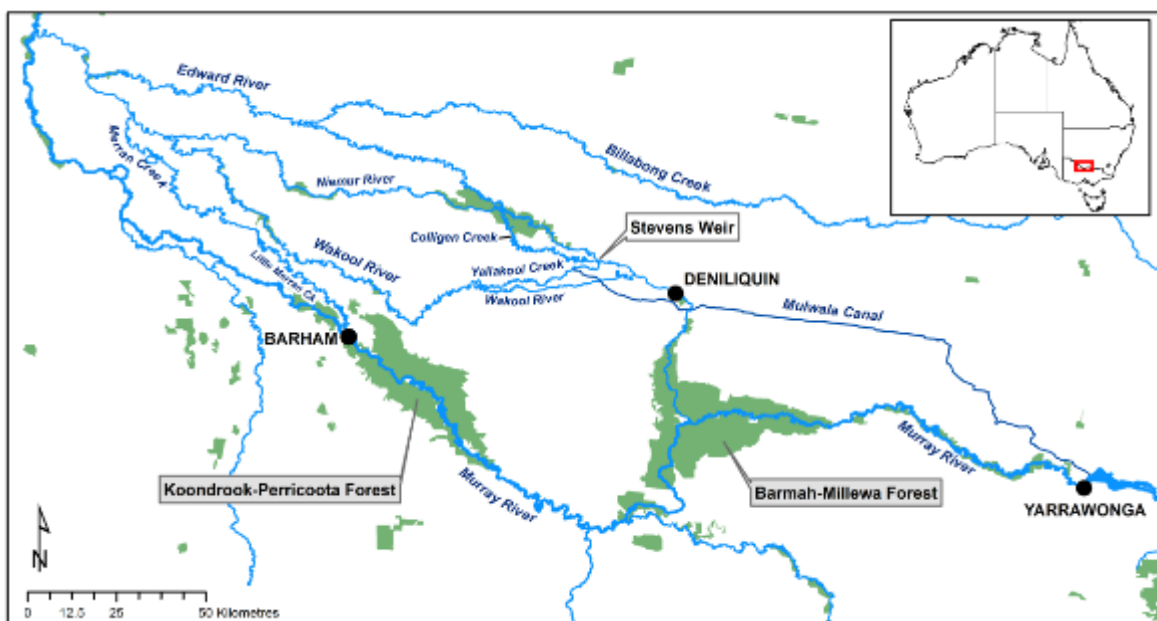 Edward River
Merran Creek
Billabong Creek
Niemur River
Colligen Creek
Stevens Weir
Wakool River
Yallakool Creek
Little Merran Ck
Wakool River
DENILIQUIN
Mulwala Canal
BARHAM
Murray River
Koondrook-Perricoota Forest
Murray River
Barmah-Millewa Forest
YARRAWONGA
N
0 12.5 25 50 Kilometres